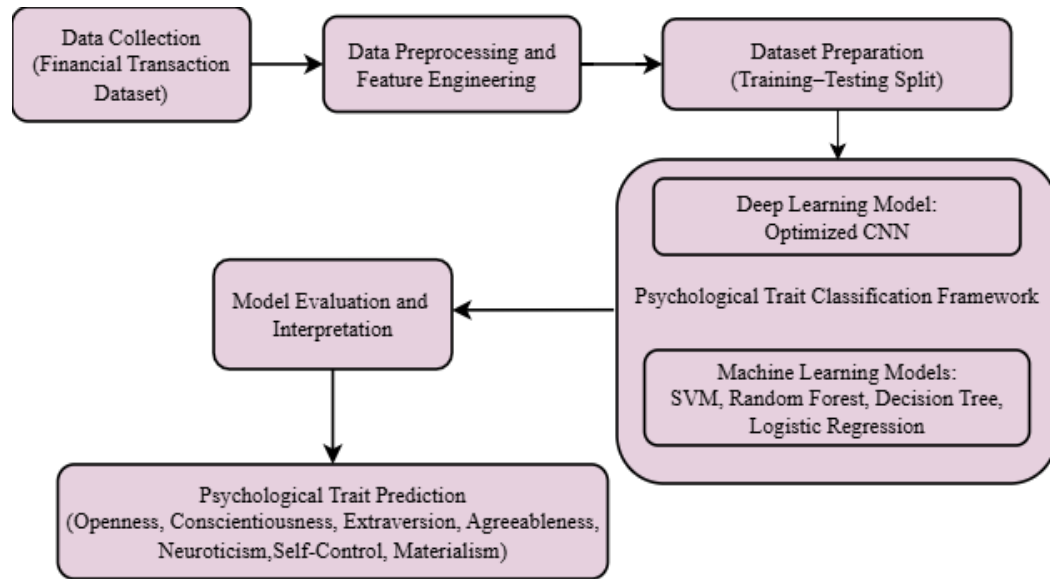 Data Collection
(Financial Transaction
Dataset)
Data Preprocessing and
Feature Engineering
Dataset Preparation
(Training–Testing Split)
Deep Learning Model:
Optimized CNN
Psychological Trait Classification Framework
Machine Learning Models:
SVM, Random Forest, Decision Tree,
Logistic Regression
Model Evaluation and
Interpretation
Psychological Trait Prediction
(Openness, Conscientiousness, Extraversion, Agreeableness,
Neuroticism,Self-Control, Materialism)